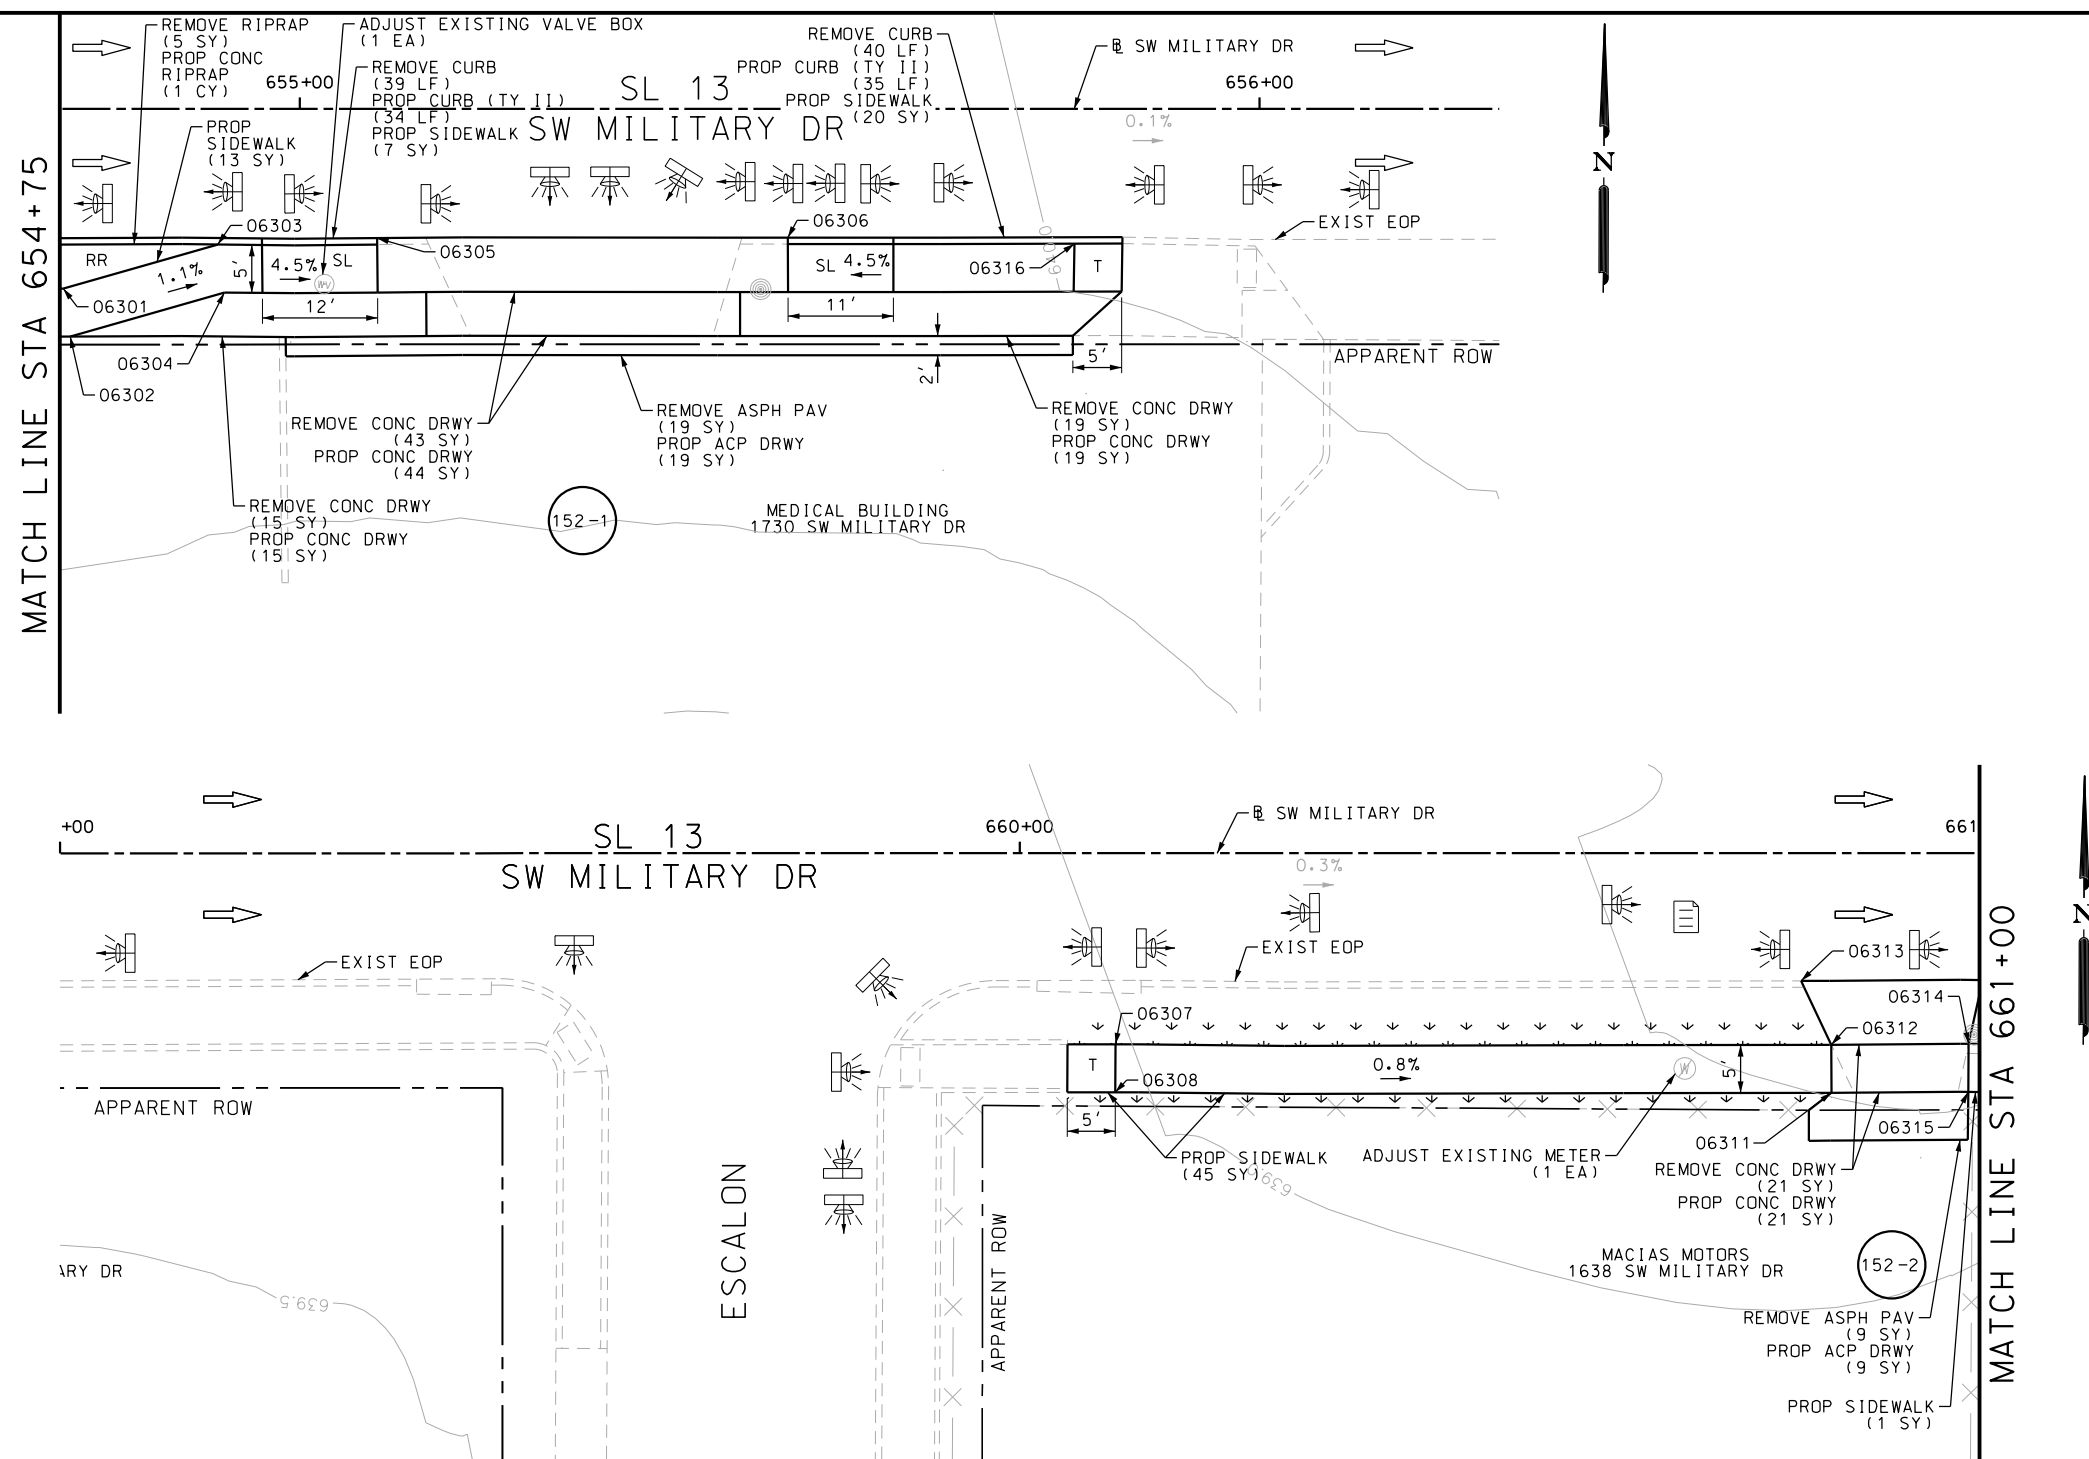 REMOVE RIPRAP
(5 SY)
PROP CONC
RIPRAP
(1 CY)
ADJUST EXISTING VALVE BOX
(1 EA)
REMOVE CURB
(39 LF)
PROP CURB (TY II)
(34 LF)
PROP SIDEWALK
(7 SY)
655+00
SL 13
SW MILITARY DR
REMOVE CURB
(40 LF)
PROP CURB (TY II)
(35 LF)
PROP SIDEWALK
(20 SY)
B SW MILITARY DR
656+00
0.1%
N
PROP
SIDEWALK
(13 SY)
MATCH LINE STA 654+75
RR
1.1%
06303
5'
4.5%
SL
WV
12'
06305
06301
06304
06302
06306
SL 4.5%
11'
06316
T
640.0
EXIST EOP
APPARENT ROW
5'
2'
REMOVE CONC DRWY
(43 SY)
PROP CONC DRWY
(44 SY)
REMOVE ASPH PAV
(19 SY)
PROP ACP DRWY
(19 SY)
REMOVE CONC DRWY
(19 SY)
PROP CONC DRWY
(19 SY)
REMOVE CONC DRWY
(15 SY)
PROP CONC DRWY
(15 SY)
152-1
MEDICAL BUILDING
1730 SW MILITARY DR
+00
SL 13
SW MILITARY DR
660+00
B SW MILITARY DR
661
0.3%
N
EXIST EOP
EXIST EOP
06313
06314
06307
06312
T
06308
0.8%
W
5'
5'
APPARENT ROW
PROP SIDEWALK
(45 SY)
639.5
ADJUST EXISTING METER
(1 EA)
06311
06315
REMOVE CONC DRWY
(21 SY)
PROP CONC DRWY
(21 SY)
ESCALON
APPARENT ROW
MACIAS MOTORS
1638 SW MILITARY DR
152-2
ARY DR
639.5
REMOVE ASPH PAV
(9 SY)
PROP ACP DRWY
(9 SY)
PROP SIDEWALK
(1 SY)
MATCH LINE STA 661+00